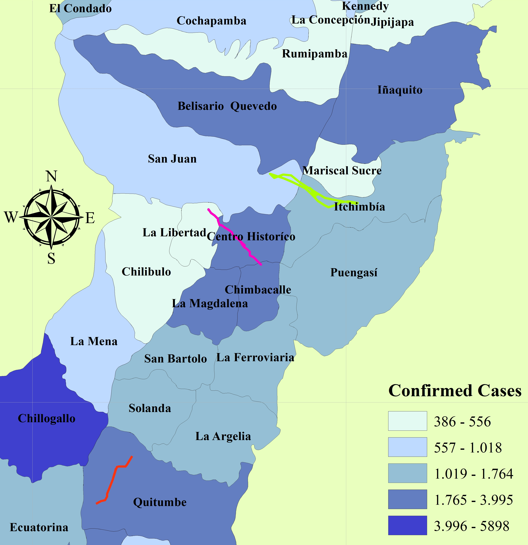 El Condado
Cochapamba
Kennedy
La Concepción
Jipijapa
Rumipamba
Iñaquito
Belisario Quevedo
San Juan
Mariscal Sucre
N
W E
S
Itchimbía
La Libertad
Centro Historíco
Chilibulo
Puengasí
Chimbacalle
La Magdalena
La Mena
San Bartolo
La Ferroviaria
Chillogallo
Solanda
La Argelia
Quitumbe
Ecuatorina
Confirmed Cases
386 - 556
557 - 1.018
1.019 - 1.764
1.765 - 3.995
3.996 - 5898